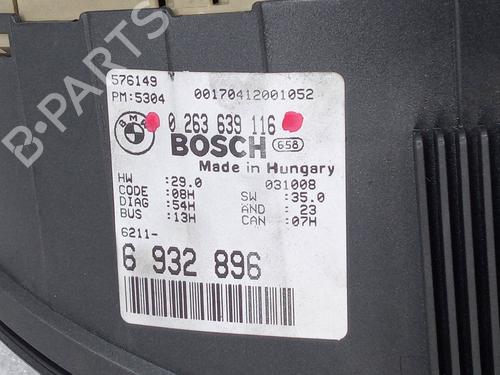 576149
PM:5304 00170412001052
BMW 0 263 639 116
BOSCH 658
Made in Hungary
HW :29.0 031008
CODE :08H SW :35.0
DIAG :54H AND : 23
BUS :13H CAN :07H
6211-
6 932 896
B-PARTS